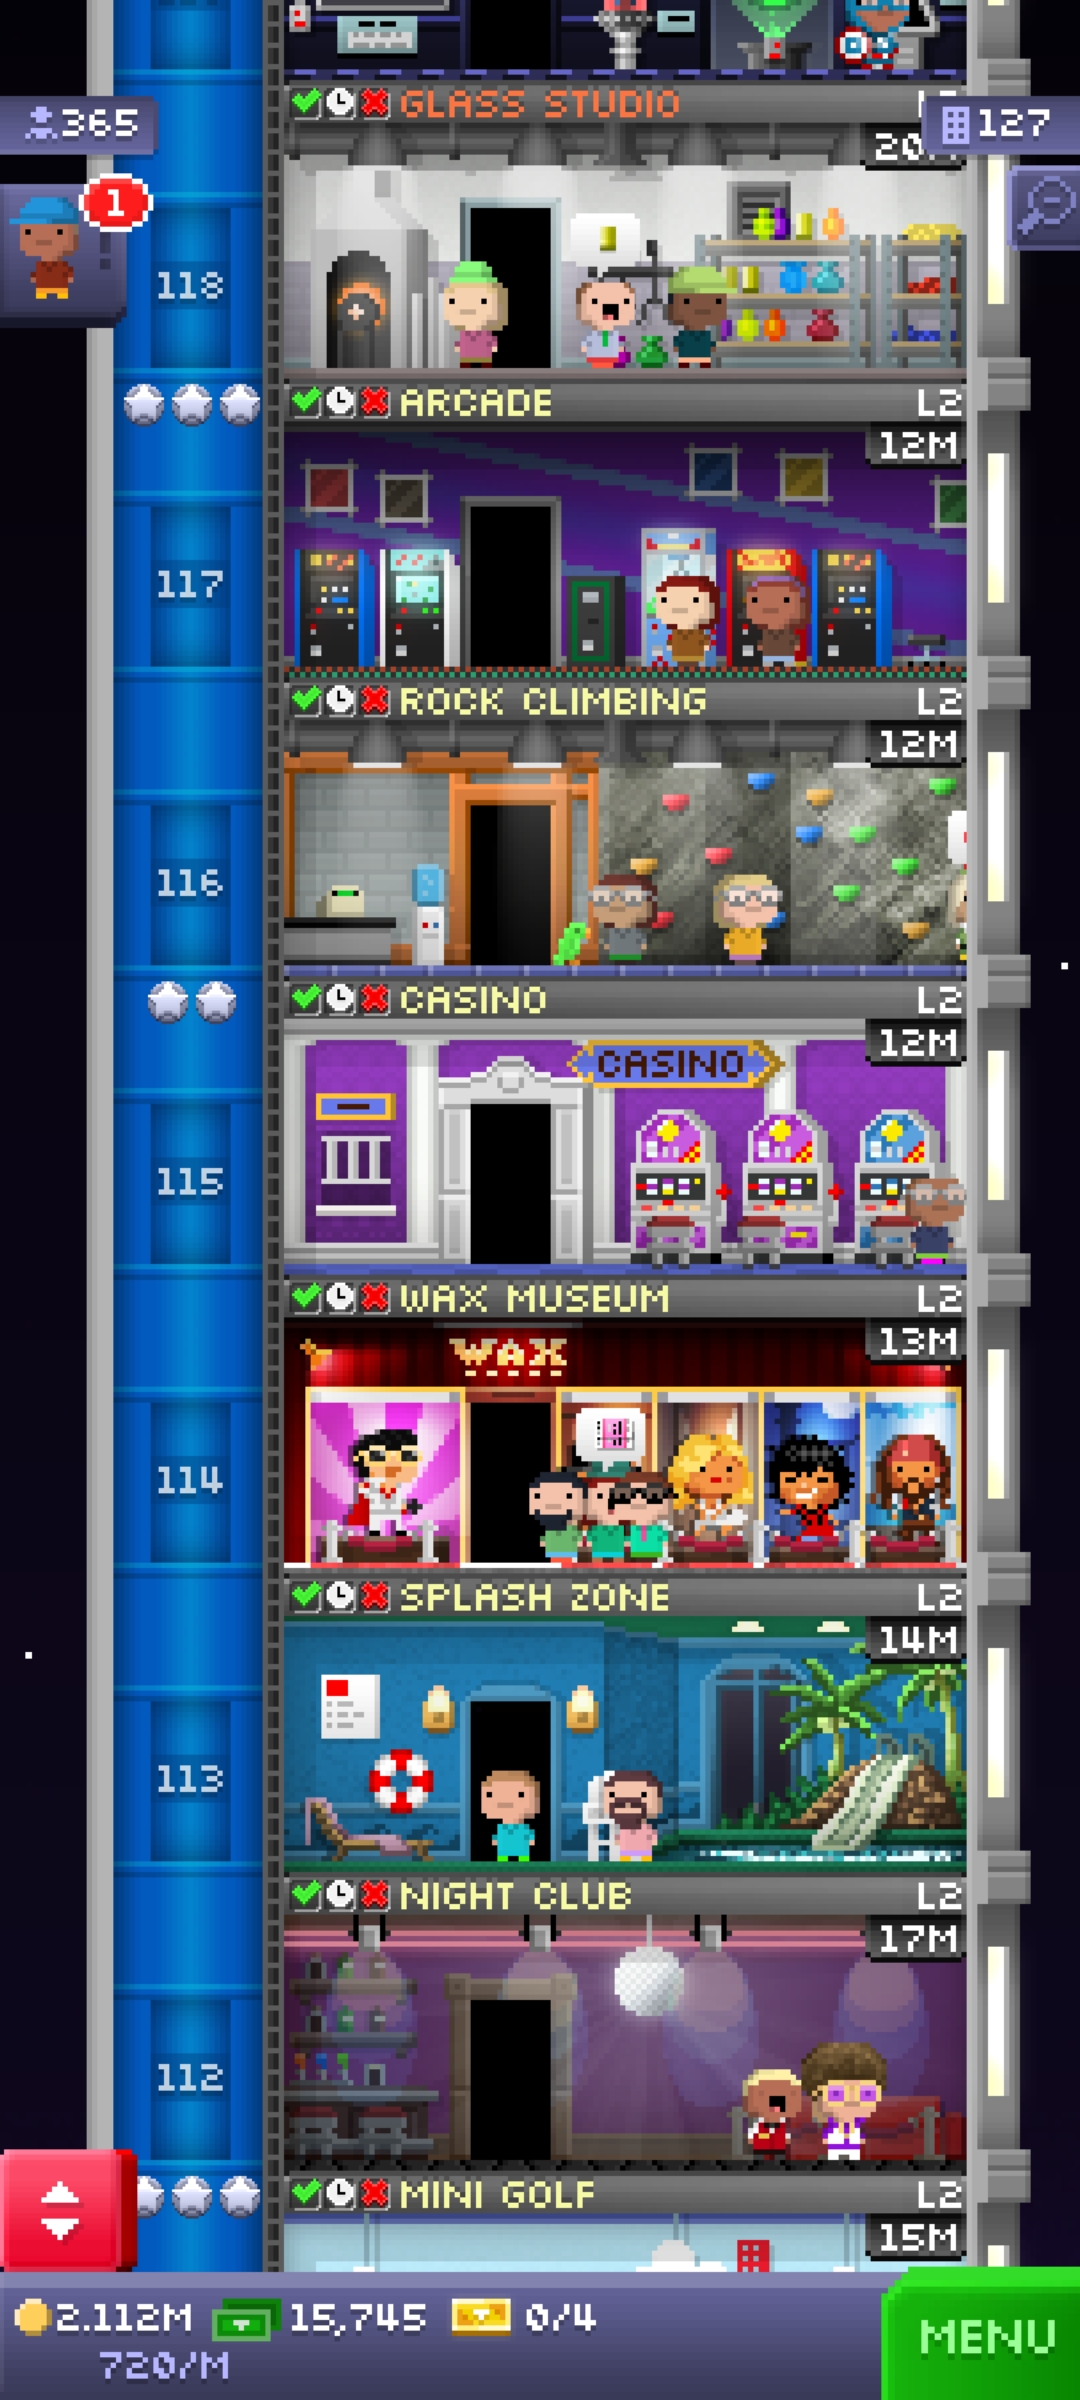 GLASS STUDIO
365
127
1
118
ARCADE L2
12M
117
ROCK CLIMBING L2
12M
116
CASINO L2
12M
CASINO
115
WAX MUSEUM L2
13M
WAX
114
SPLASH ZONE L2
14M
113
NIGHT CLUB L2
17M
112
MINI GOLF L2
15M
2.112M 15,745 0/4
720/M
MENU